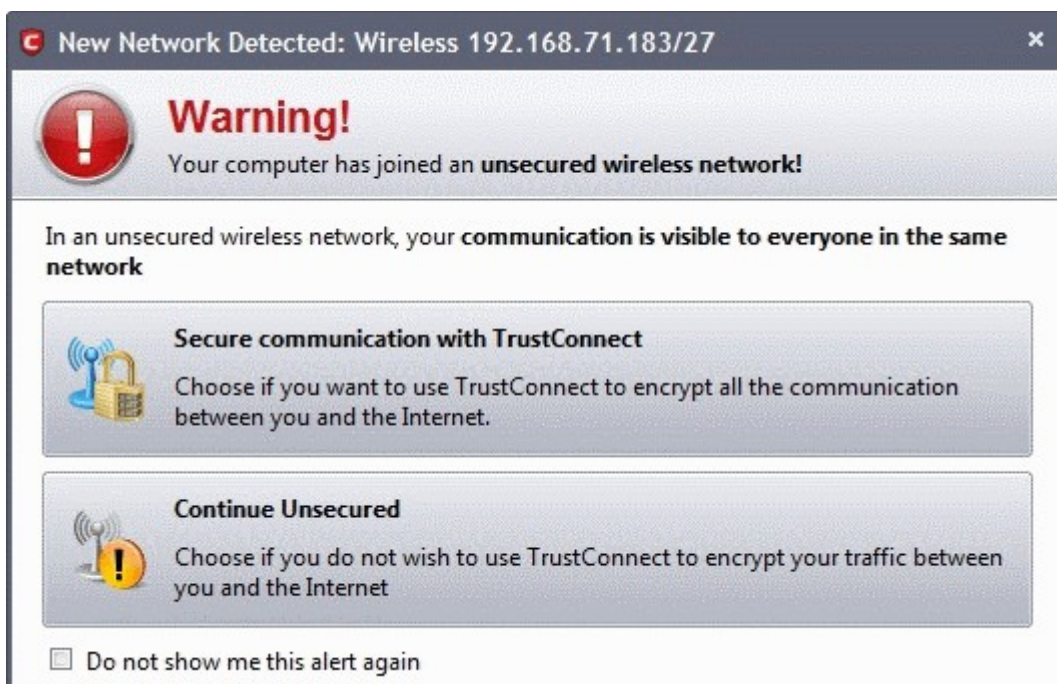 New Network Detected: Wireless 192.168.71.183/27
Warning!
Your computer has joined an unsecured wireless network!
In an unsecured wireless network, your communication is visible to everyone in the same
network
Secure communication with TrustConnect
Choose if you want to use TrustConnect to encrypt all the communication
between you and the Internet.
Continue Unsecured
Choose if you do not wish to use TrustConnect to encrypt your traffic between
you and the Internet
Do not show me this alert again